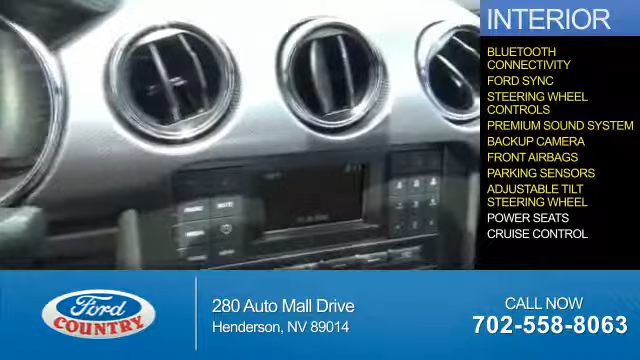 INTERIOR
BLUETOOTH
CONNECTIVITY
FORD SYNC
STEERING WHEEL
CONTROLS
PREMIUM SOUND SYSTEM
BACKUP CAMERA
FRONT AIRBAGS
PARKING SENSORS
ADJUSTABLE TILT
STEERING WHEEL
POWER SEATS
CRUISE CONTROL
MUTE
Ford
COUNTRY
280 Auto Mall Drive
Henderson, NV 89014
CALL NOW
702-558-8063